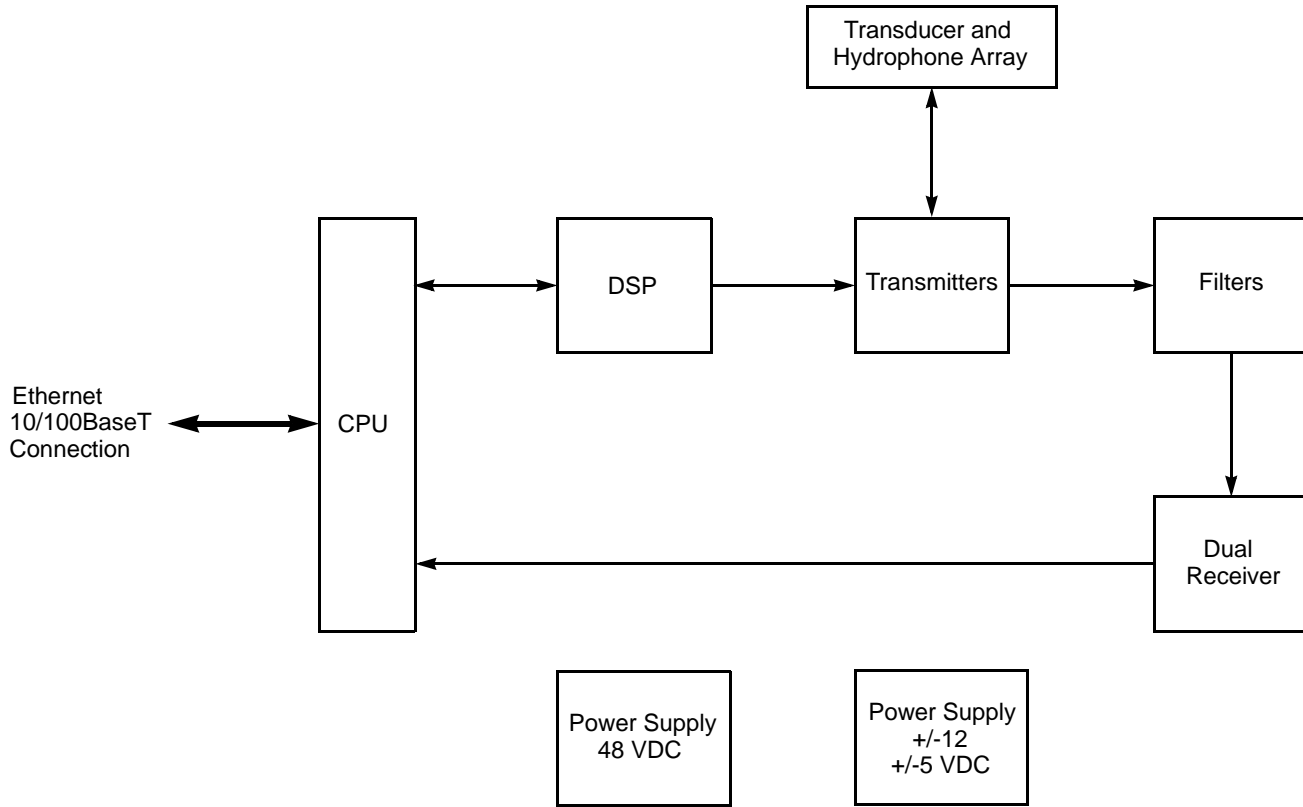 Transducer and
Hydrophone Array
DSP
Transmitters
Filters
Ethernet
10/100BaseT
Connection
CPU
Dual
Receiver
Power Supply
48 VDC
Power Supply
+/-12
+/-5 VDC